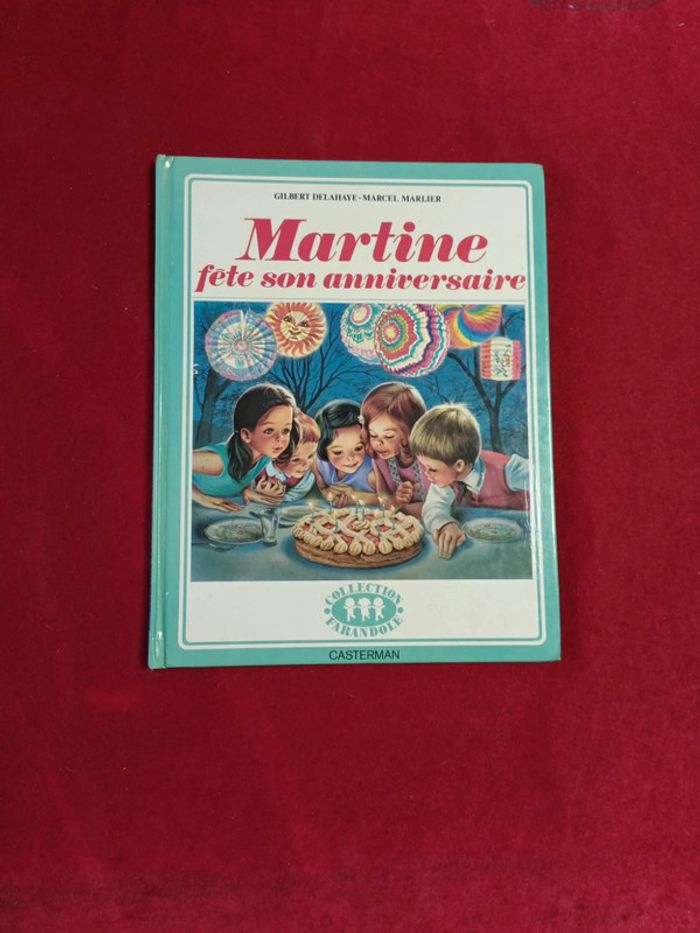 GILBERT DELAHAYE - MARCEL MARLIER
Martine
fête son anniversaire
COLLECTION
FARANDOLE
CASTERMAN